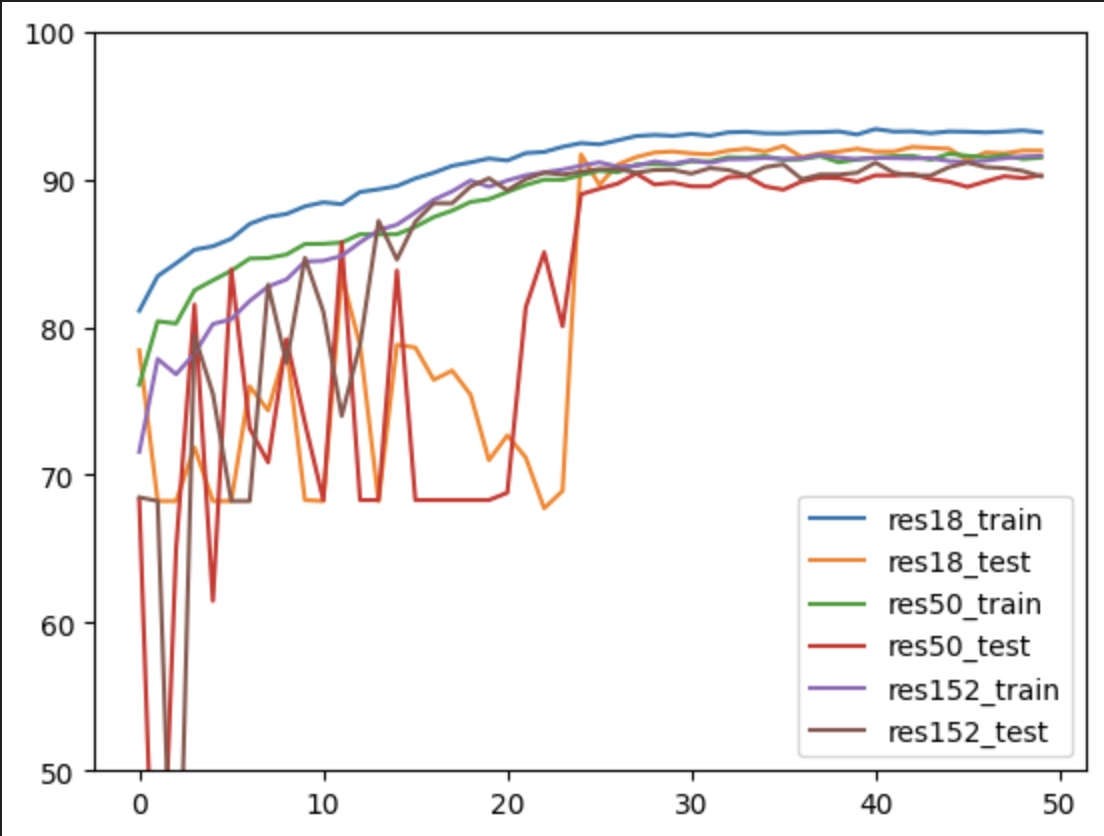 100
90
80
70
60
50
0 10 20 30 40 50
res18_train
res18_test
res50_train
res50_test
res152_train
res152_test